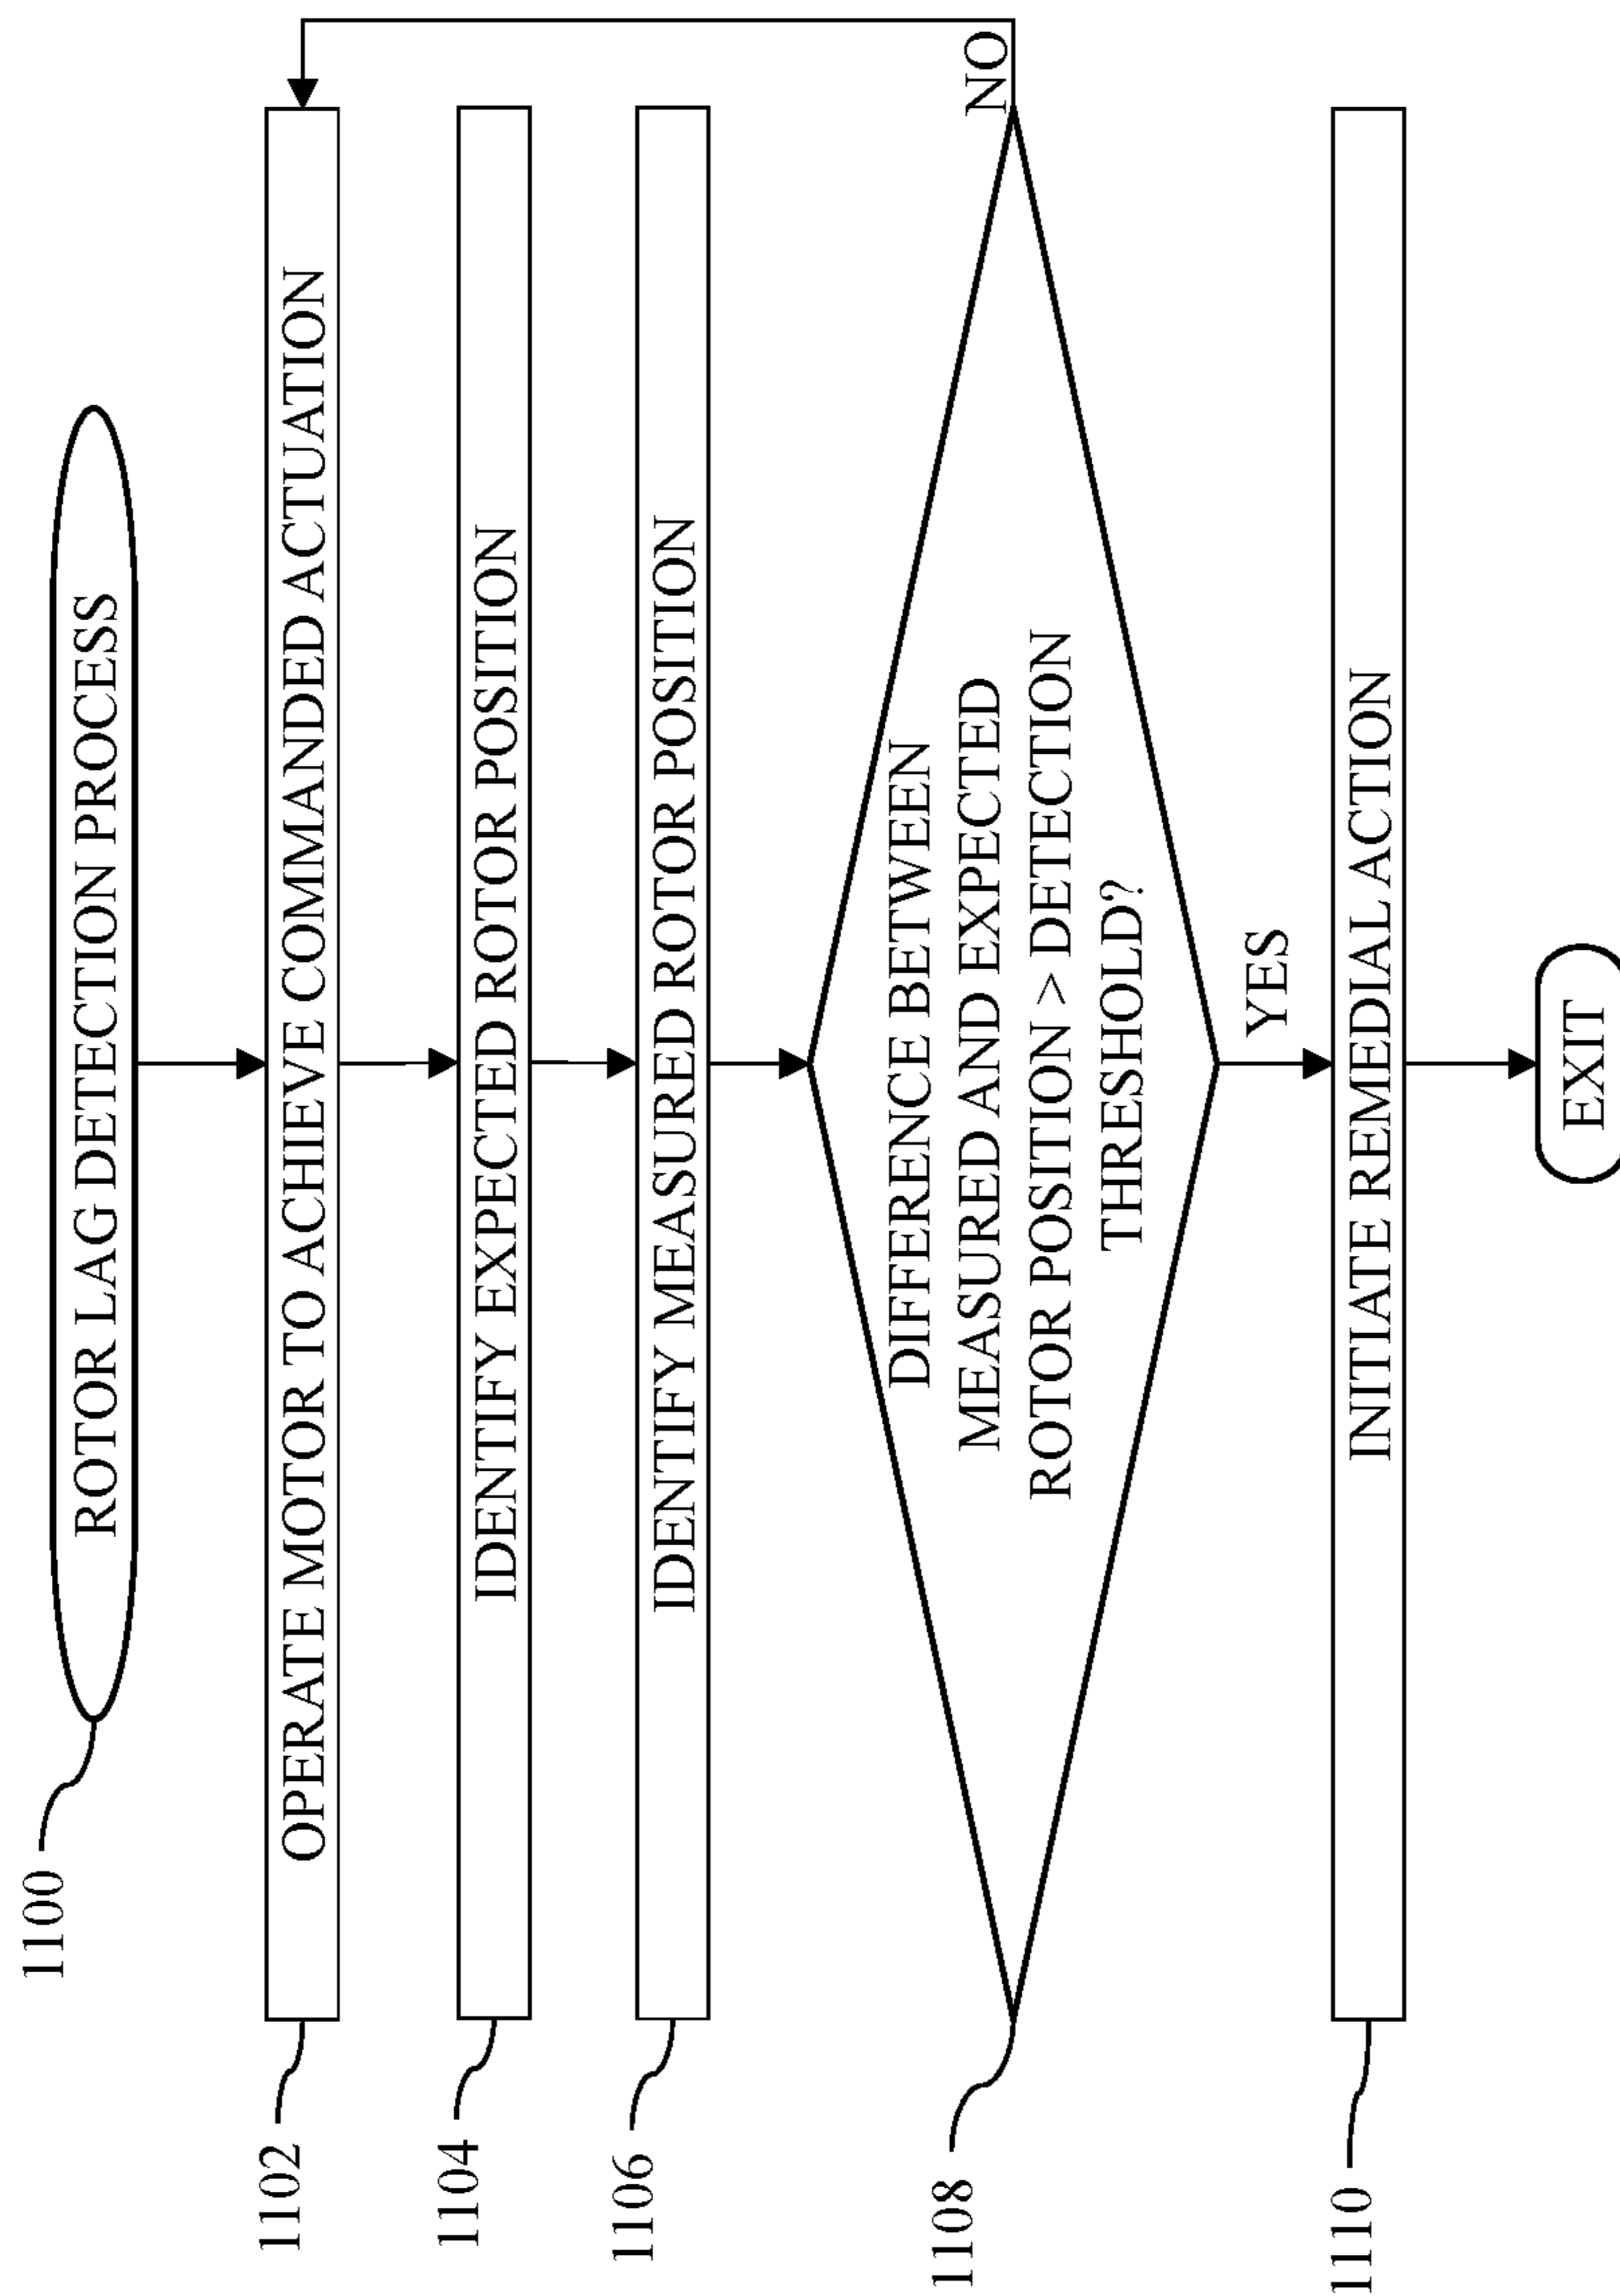 1100
ROTOR LAG DETECTION PROCESS
1102
OPERATE MOTOR TO ACHIEVE COMMANDED ACTUATION
1104
IDENTIFY EXPECTED ROTOR POSITION
1106
IDENTIFY MEASURED ROTOR POSITION
1108
DIFFERENCE BETWEEN
MEASURED AND EXPECTED
ROTOR POSITION > DETECTION
THRESHOLD?
NO
YES
1110
INITIATE REMEDIAL ACTION
EXIT